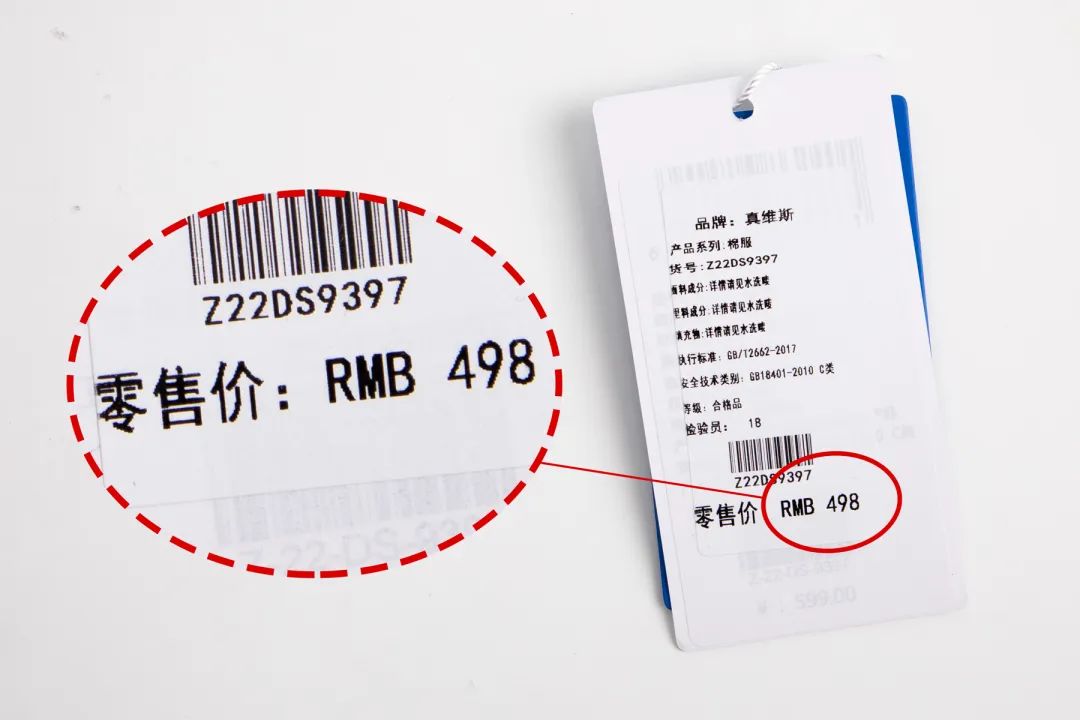 Z22DS9397
零售价：RMB 498
Z-22-DS-93
品牌：真维斯
产品系列:棉服
货号:Z22DS9397
面料成分:详情请见水洗唛
里料成分:详情请见水洗唛
填充物:详情请见水洗唛
执行标准：GB/T2662-2017
安全技术类别：GB18401-2010 C类
等级：合格品
检验员： 18
Z22DS9397
零售价 RMB 498
Z-22-DS-9397
¥：599.00